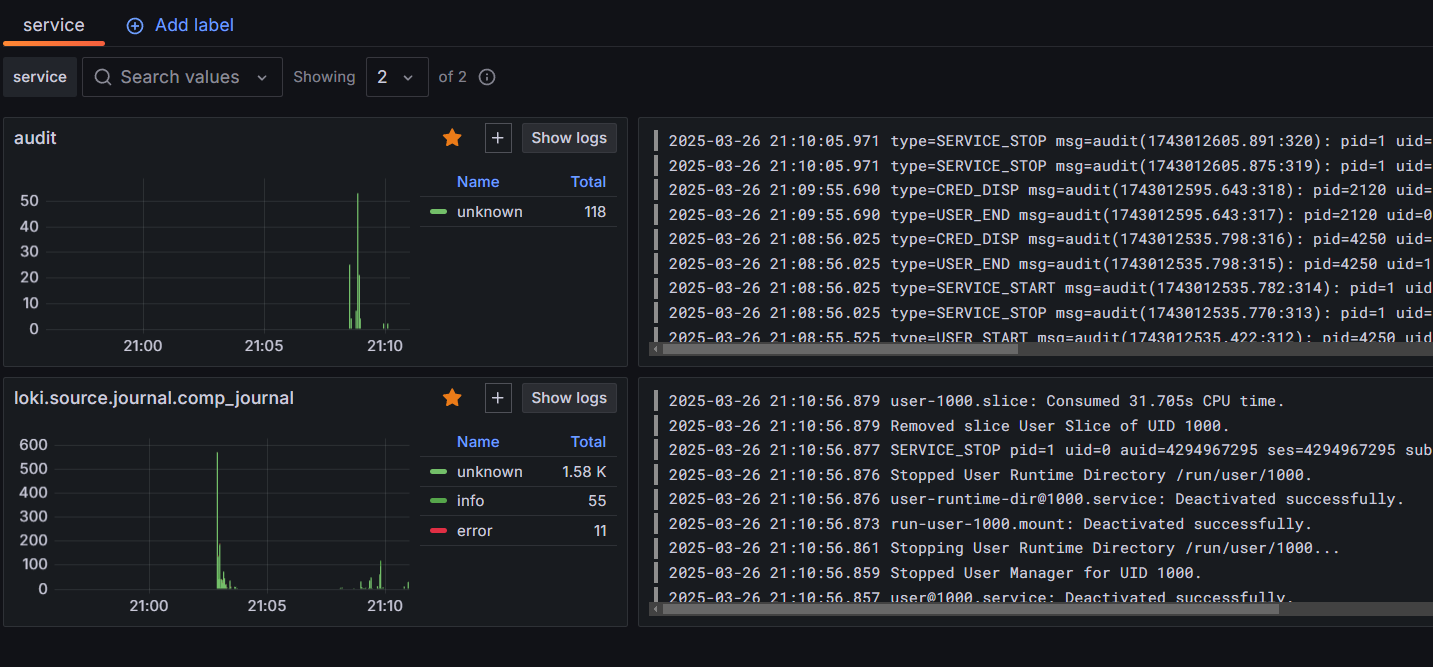 service Add label
service Search values Showing 2 of 2
audit Show logs
Name Total
unknown 118
50
40
30
20
10
0
21:00 21:05 21:10
2025-03-26 21:10:05.971 type=SERVICE_STOP msg=audit(1743012605.891:320): pid=1 uid=
2025-03-26 21:10:05.971 type=SERVICE_STOP msg=audit(1743012605.875:319): pid=1 uid=
2025-03-26 21:09:55.690 type=CRED_DISP msg=audit(1743012595.643:318): pid=2120 uid=
2025-03-26 21:09:55.690 type=USER_END msg=audit(1743012595.643:317): pid=2120 uid=0
2025-03-26 21:08:56.025 type=CRED_DISP msg=audit(1743012535.798:316): pid=4250 uid=
2025-03-26 21:08:56.025 type=USER_END msg=audit(1743012535.798:315): pid=4250 uid=1
2025-03-26 21:08:56.025 type=SERVICE_START msg=audit(1743012535.782:314): pid=1 uid
2025-03-26 21:08:56.025 type=SERVICE_STOP msg=audit(1743012535.770:313): pid=1 uid=
2025-03-26 21:08:55.525 type=USER_START msg=audit(1743012535.422:312): pid=4250 uid
loki.source.journal.comp_journal Show logs
Name Total
unknown 1.58 K
info 55
error 11
600
500
400
300
200
100
0
21:00 21:05 21:10
2025-03-26 21:10:56.879 user-1000.slice: Consumed 31.705s CPU time.
2025-03-26 21:10:56.879 Removed slice User Slice of UID 1000.
2025-03-26 21:10:56.877 SERVICE_STOP pid=1 uid=0 auid=4294967295 ses=4294967295 sub
2025-03-26 21:10:56.876 Stopped User Runtime Directory /run/user/1000.
2025-03-26 21:10:56.876 user-runtime-dir@1000.service: Deactivated successfully.
2025-03-26 21:10:56.873 run-user-1000.mount: Deactivated successfully.
2025-03-26 21:10:56.861 Stopping User Runtime Directory /run/user/1000...
2025-03-26 21:10:56.859 Stopped User Manager for UID 1000.
2025-03-26 21:10:56.857 user@1000.service: Deactivated successfully.